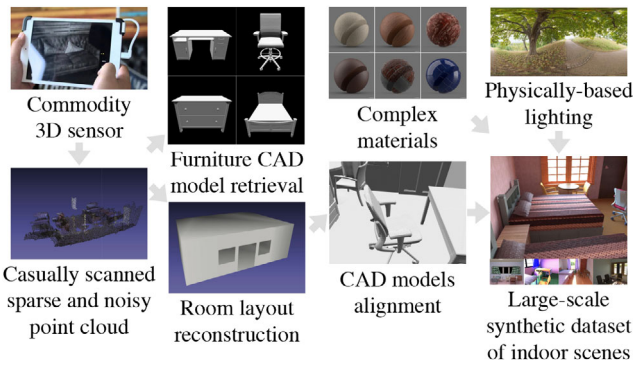 Commodity
3D sensor
Furniture CAD
model retrieval
Complex
materials
Physically-based
lighting
Casually scanned
sparse and noisy
point cloud
Room layout
reconstruction
CAD models
alignment
Large-scale
synthetic dataset
of indoor scenes